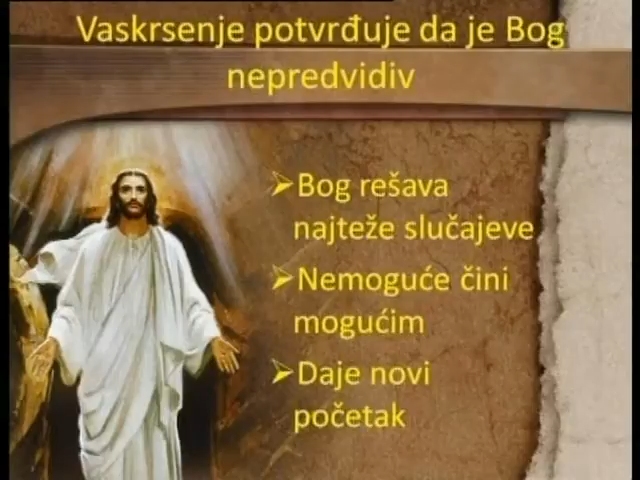 Vaskrsenje potvrđuje da je Bog
nepredvidiv
Bog rešava
najteže slučajeve
Nemoguće čini
mogućim
Daje novi
početak